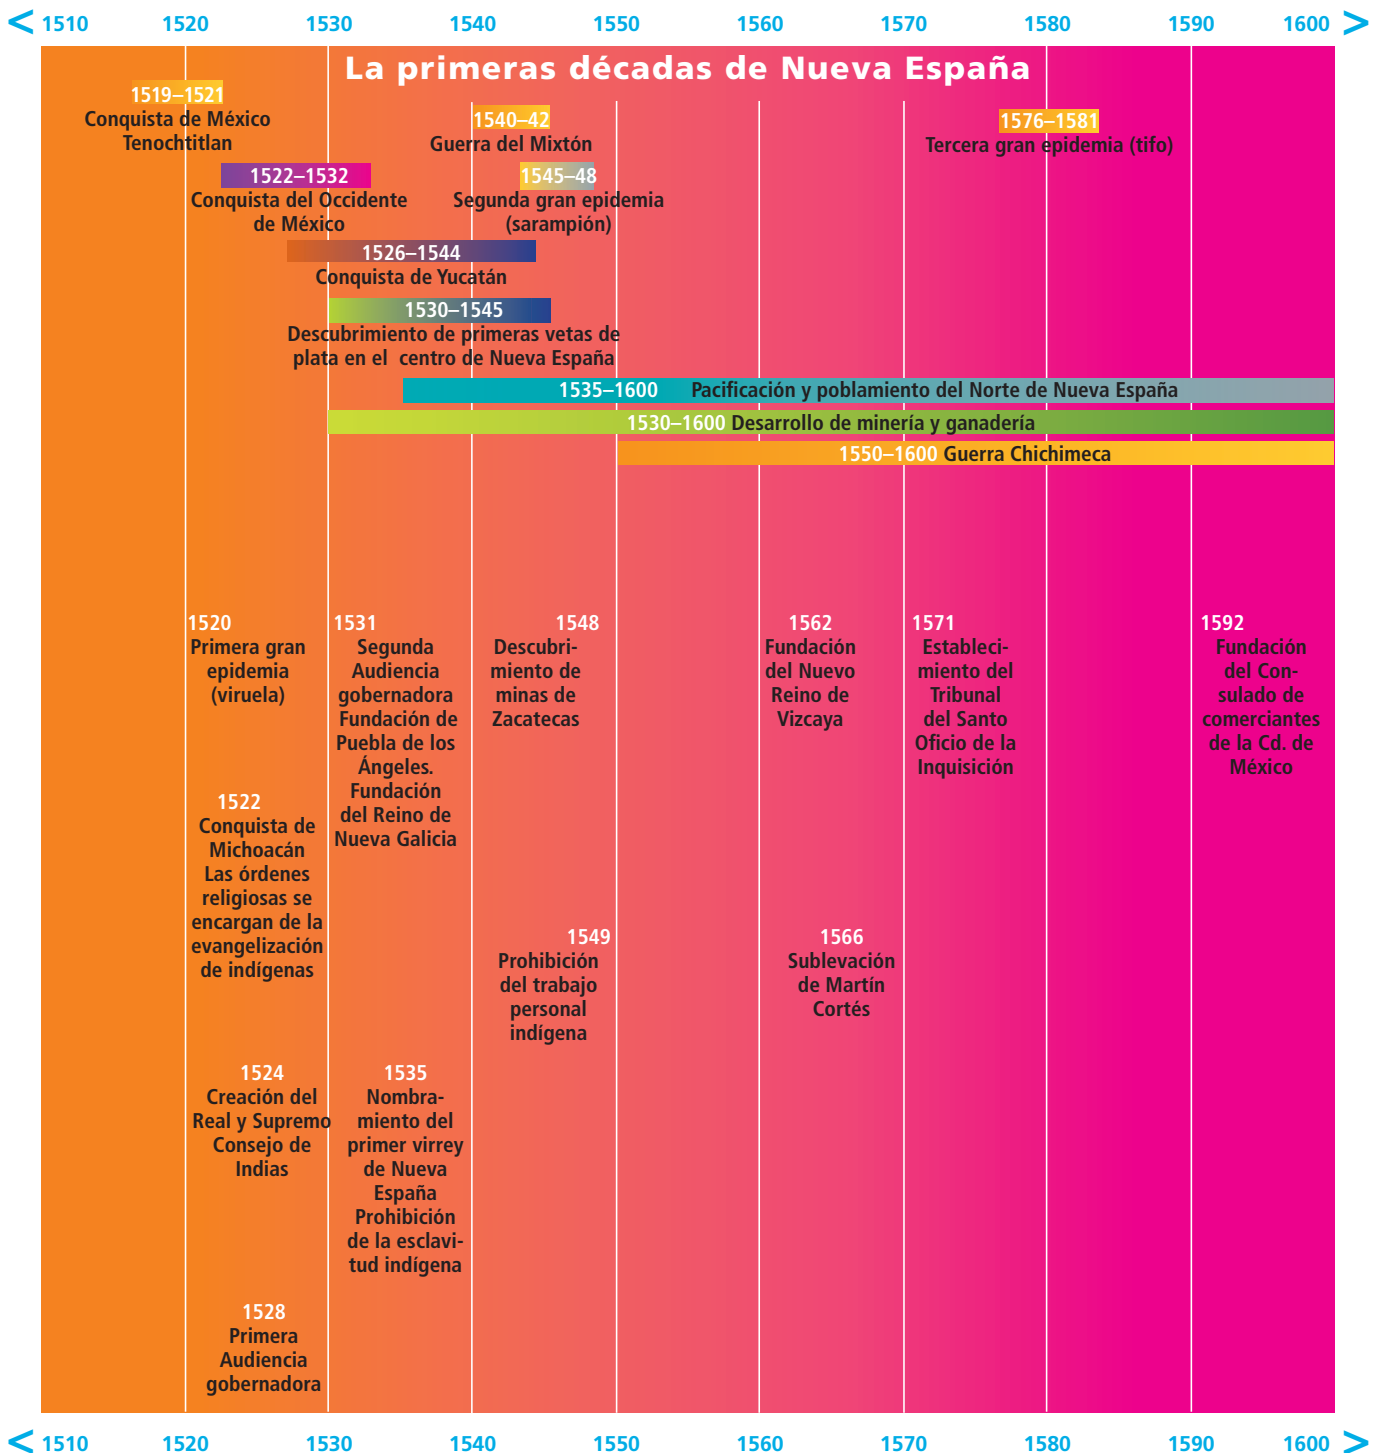 < 1510 1520 1530 1540 1550 1560 1570 1580 1590 1600 >
La primeras décadas de Nueva España
1519–1521
Conquista de México
Tenochtitlan
1540–42
Guerra del Mixtón
1576–1581
Tercera gran epidemia (tifo)
1522–1532
Conquista del Occidente
de México
1545–48
Segunda gran epidemia
(sarampión)
1526–1544
Conquista de Yucatán
1530–1545
Descubrimiento de primeras vetas de
plata en el centro de Nueva España
1535–1600 Pacificación y poblamiento del Norte de Nueva España
1530–1600 Desarrollo de minería y ganadería
1550–1600 Guerra Chichimeca
1520
Primera gran
epidemia
(viruela)
1522
Conquista de
Michoacán
Las órdenes
religiosas se
encargan de la
evangelización
de indígenas
1524
Creación del
Real y Supremo
Consejo de
Indias
1528
Primera
Audiencia
gobernadora
1531
Segunda
Audiencia
gobernadora
Fundación de
Puebla de los
Ángeles.
Fundación
del Reino de
Nueva Galicia
1535
Nombra-
miento del
primer virrey
de Nueva
España
Prohibición
de la esclavi-
tud indígena
1548
Descubri-
miento de
minas de
Zacatecas
1549
Prohibición
del trabajo
personal
indígena
1562
Fundación
del Nuevo
Reino de
Vizcaya
1566
Sublevación
de Martín
Cortés
1571
Estableci-
miento del
Tribunal
del Santo
Oficio de la
Inquisición
1592
Fundación
del Con-
sulado de
comerciantes
de la Cd. de
México
< 1510 1520 1530 1540 1550 1560 1570 1580 1590 1600 >